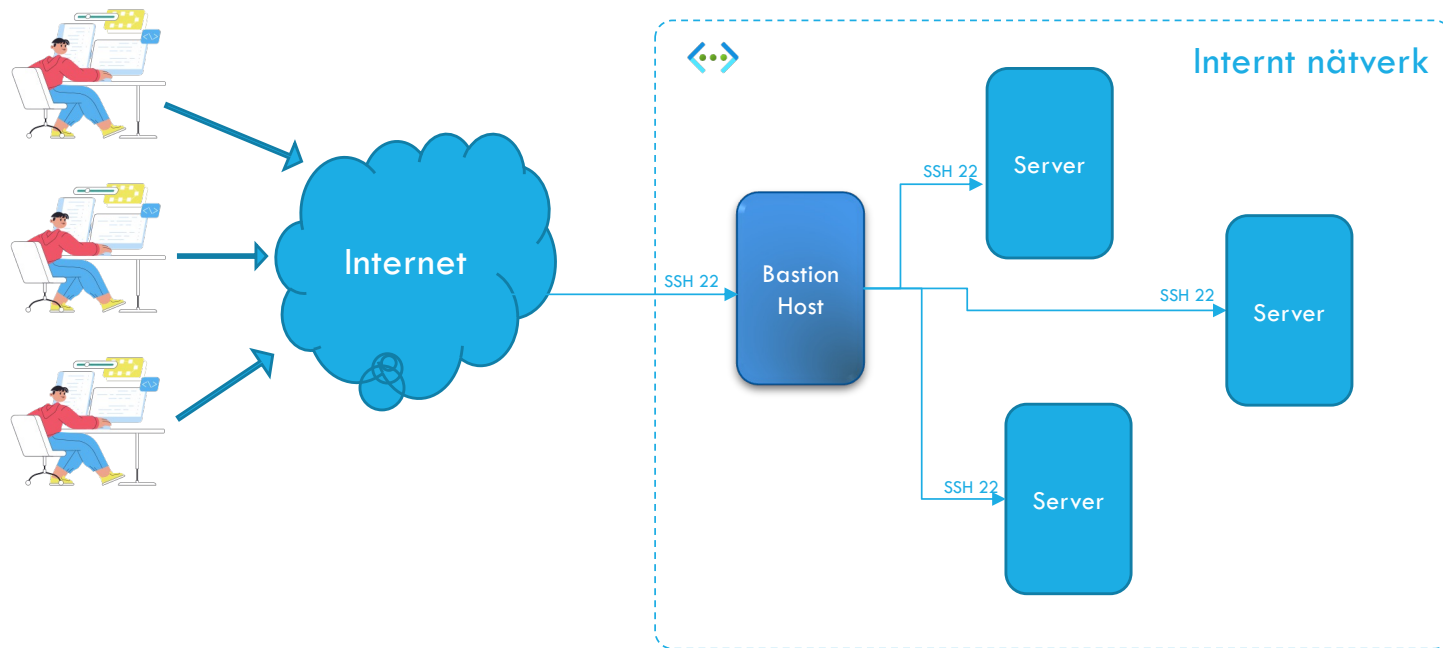 Internt nätverk
Internet
SSH 22
Bastion
Host
SSH 22
Server
SSH 22
Server
SSH 22
Server